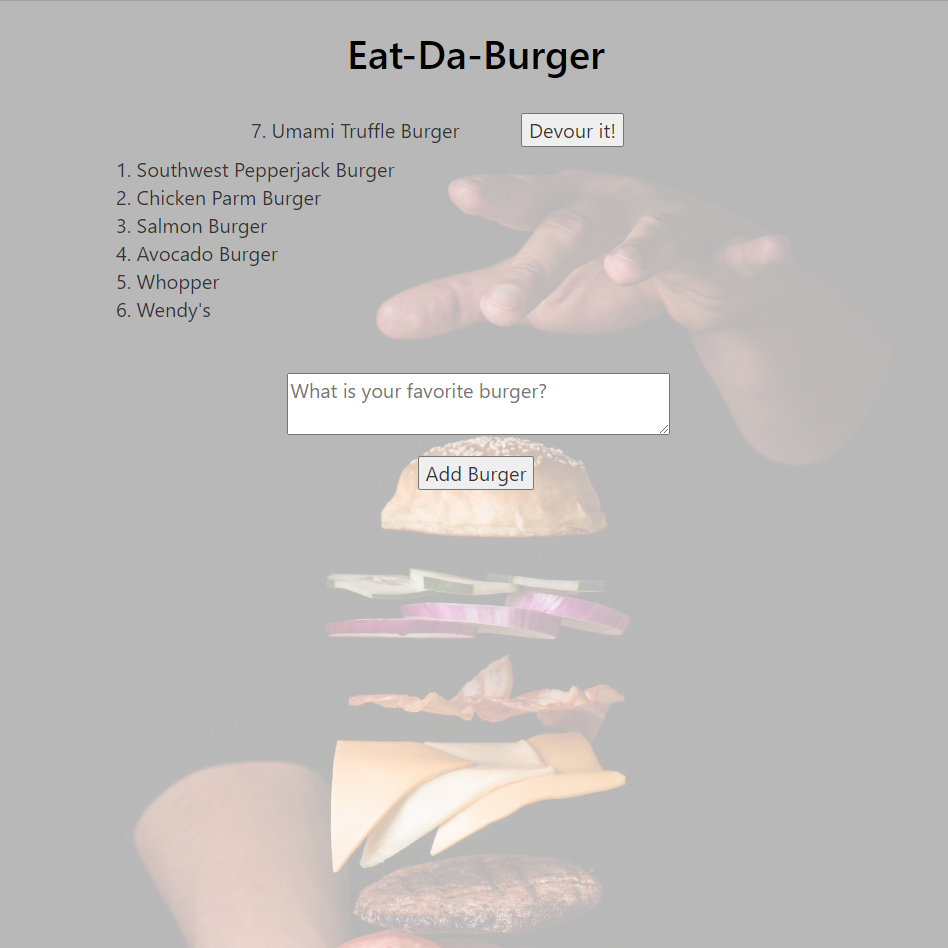 Eat-Da-Burger
7. Umami Truffle Burger Devour it!
1. Southwest Pepperjack Burger
2. Chicken Parm Burger
3. Salmon Burger
4. Avocado Burger
5. Whopper
6. Wendy's
What is your favorite burger?
Add Burger